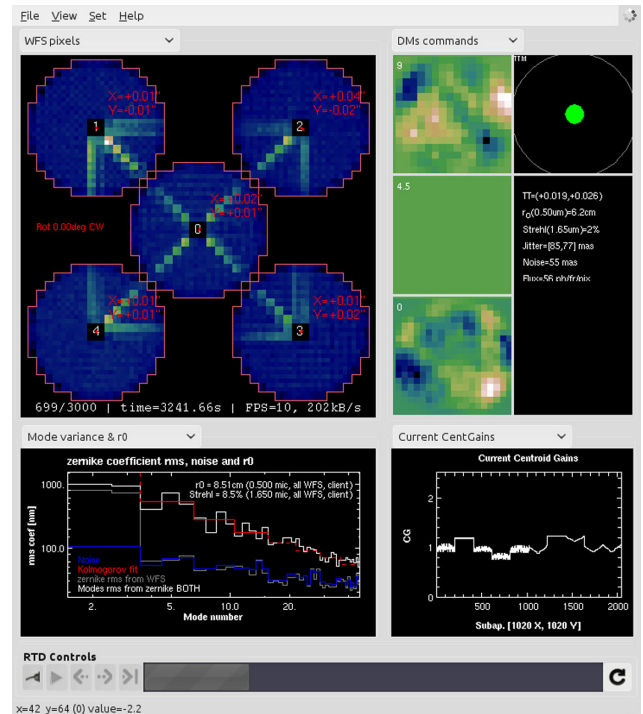 File View Set Help
WFS pixels
DMs commands
X=+0.01"
Y=-0.01"
1
X=+0.04"
Y=-0.02"
2
X=+0.02"
Y=+0.01"
0
Rot 0.00deg CW
X=+0.01"
Y=+0.01"
4
X=+0.01"
Y=+0.02"
3
699/3000 | time=3241.66s | FPS=10, 202kB/s
9
TTM
4.5
TT=(+0.019,+0.026)
r0(0.50um)=6.2cm
Strehl(1.65um)=2%
Jitter=[85,77] mas
Noise=55 mas
Flux=56 ph/fr/pix
0
Mode variance & r0
Current CentGains
zernike coefficient rms, noise and r0
r0 = 8.51cm (0.500 mic, all WFS, client)
Strehl = 8.5% (1.650 mic, all WFS, client)
1000.
100.0
rms coef [nm]
Noise
Kolmogorov fit
zernike rms from WFS
Modes rms from zernike BOTH
2. 5. 10.0 20.
Mode number
Current Centroid Gains
2
1
0
CG
500 1000 1500 2000
Subap. [1020 X, 1020 Y]
RTD Controls
x=42 y=64 (0) value=-2.2